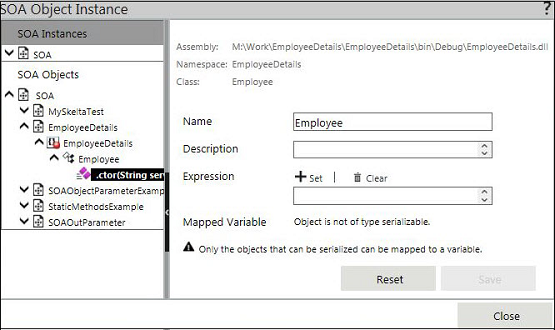 SOA Object Instance
?
SOA Instances
SOA
SOA Objects
SOA
MySkeltaTest
EmployeeDetails
EmployeeDetails
Employee
.ctor(String ser
SOAObjectParameterExamp
StaticMethodsExample
SOAOutParameter
Assembly: M:\Work\EmployeeDetails\EmployeeDetails\bin\Debug\EmployeeDetails.dll
Namespace: EmployeeDetails
Class: Employee
Name Employee
Description
Expression Set | Clear
Mapped Variable Object is not of type serializable.
Only the objects that can be serialized can be mapped to a variable.
Reset Save
Close